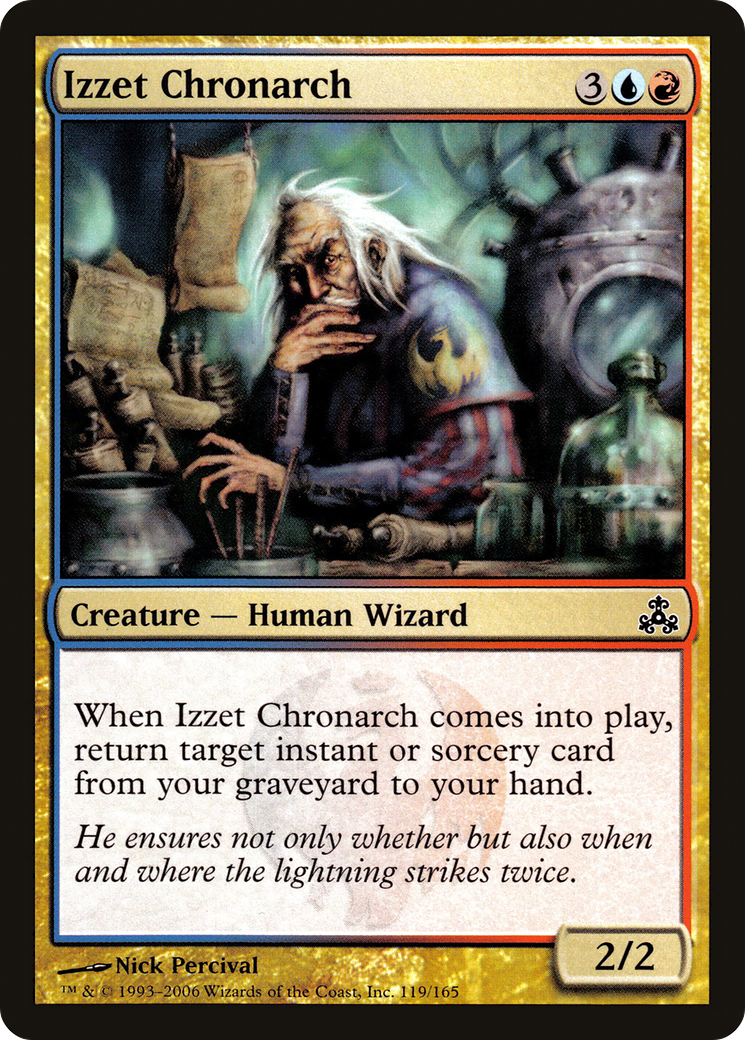 Izzet Chronarch 3
Creature — Human Wizard
When Izzet Chronarch comes into play,
return target instant or sorcery card
from your graveyard to your hand.
He ensures not only whether but also when
and where the lightning strikes twice.
2/2
Nick Percival
™ & © 1993–2006 Wizards of the Coast, Inc. 119/165